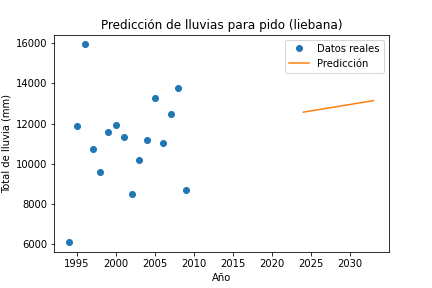 Predicción de lluvias para pido (liebana)
Total de lluvia (mm)
16000
14000
12000
10000
8000
6000
Datos reales
Predicción
1995 2000 2005 2010 2015 2020 2025 2030
Año